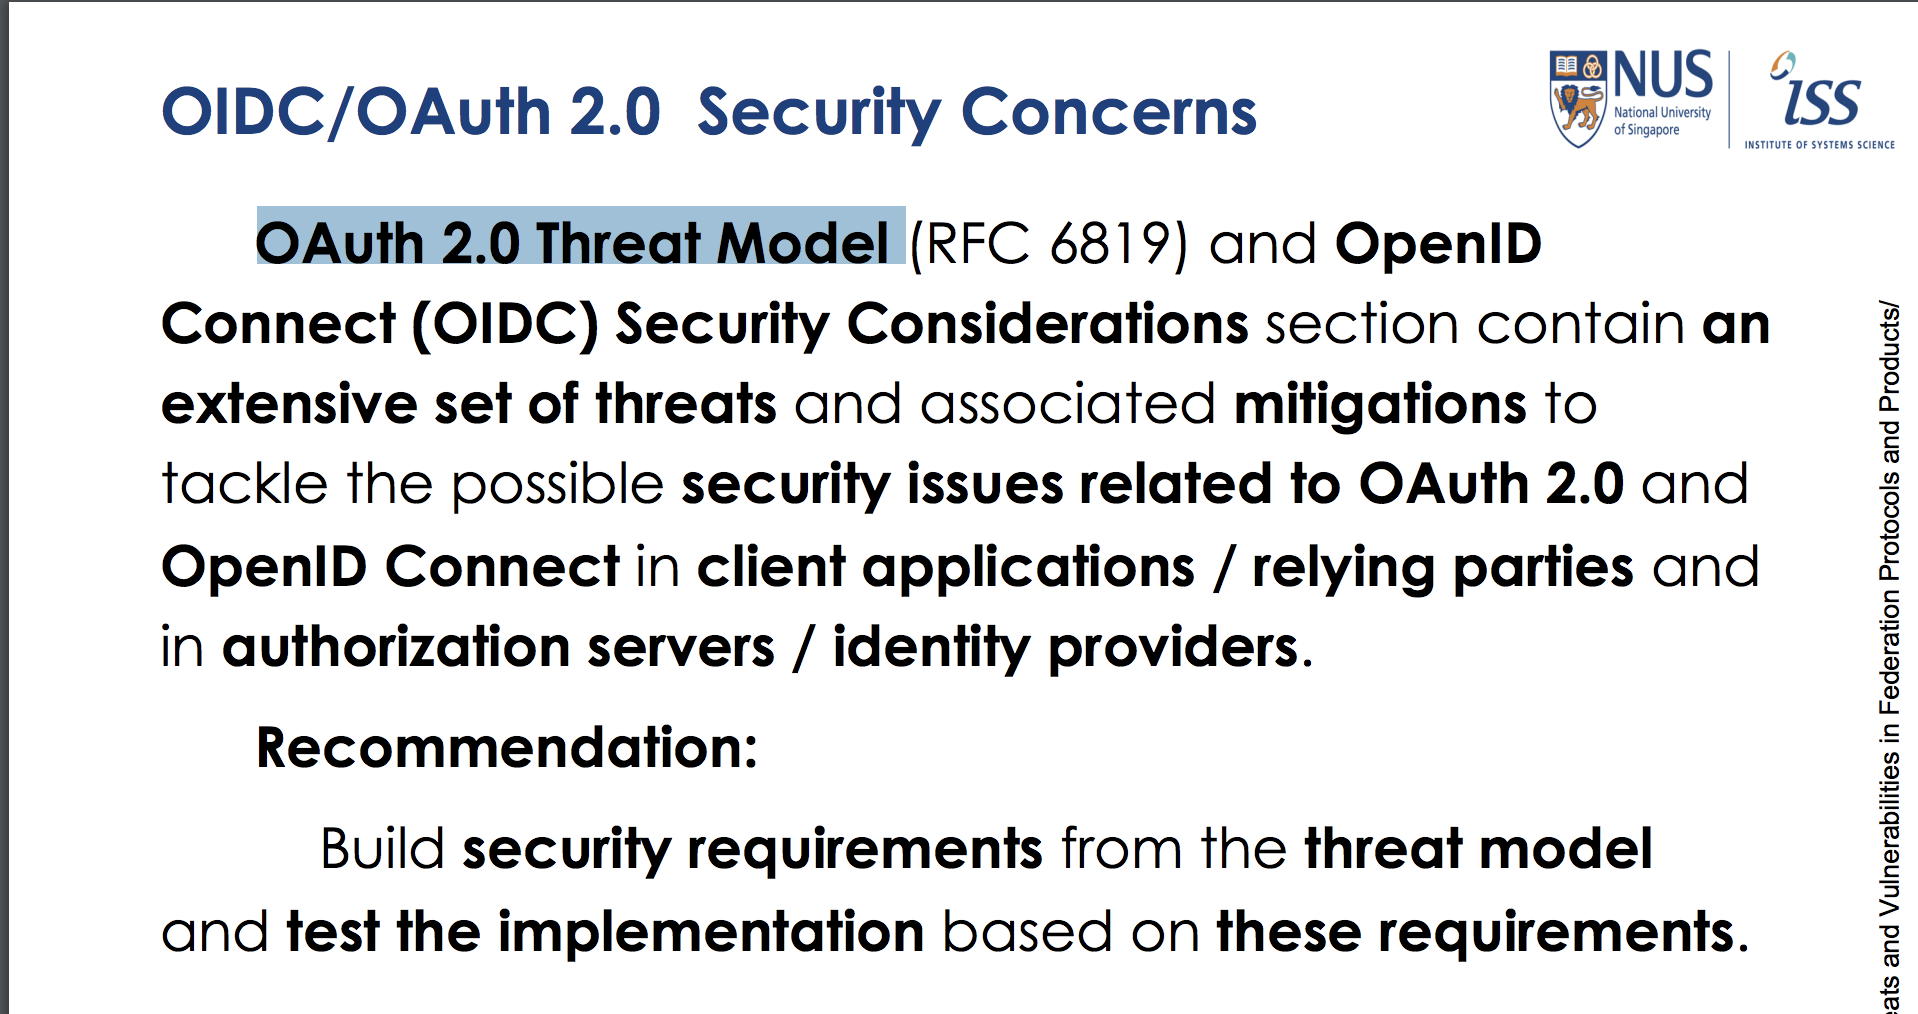 OIDC/OAuth 2.0  Security Concerns
NUS
National University
of Singapore
iss
INSTITUTE OF SYSTEMS SCIENCE
OAuth 2.0 Threat Model (RFC 6819) and OpenID
Connect (OIDC) Security Considerations section contain an
extensive set of threats and associated mitigations to
tackle the possible security issues related to OAuth 2.0 and
OpenID Connect in client applications / relying parties and
in authorization servers / identity providers.
Recommendation:
Build security requirements from the threat model
and test the implementation based on these requirements.
and Vulnerabilities in Federation Protocols and Products/